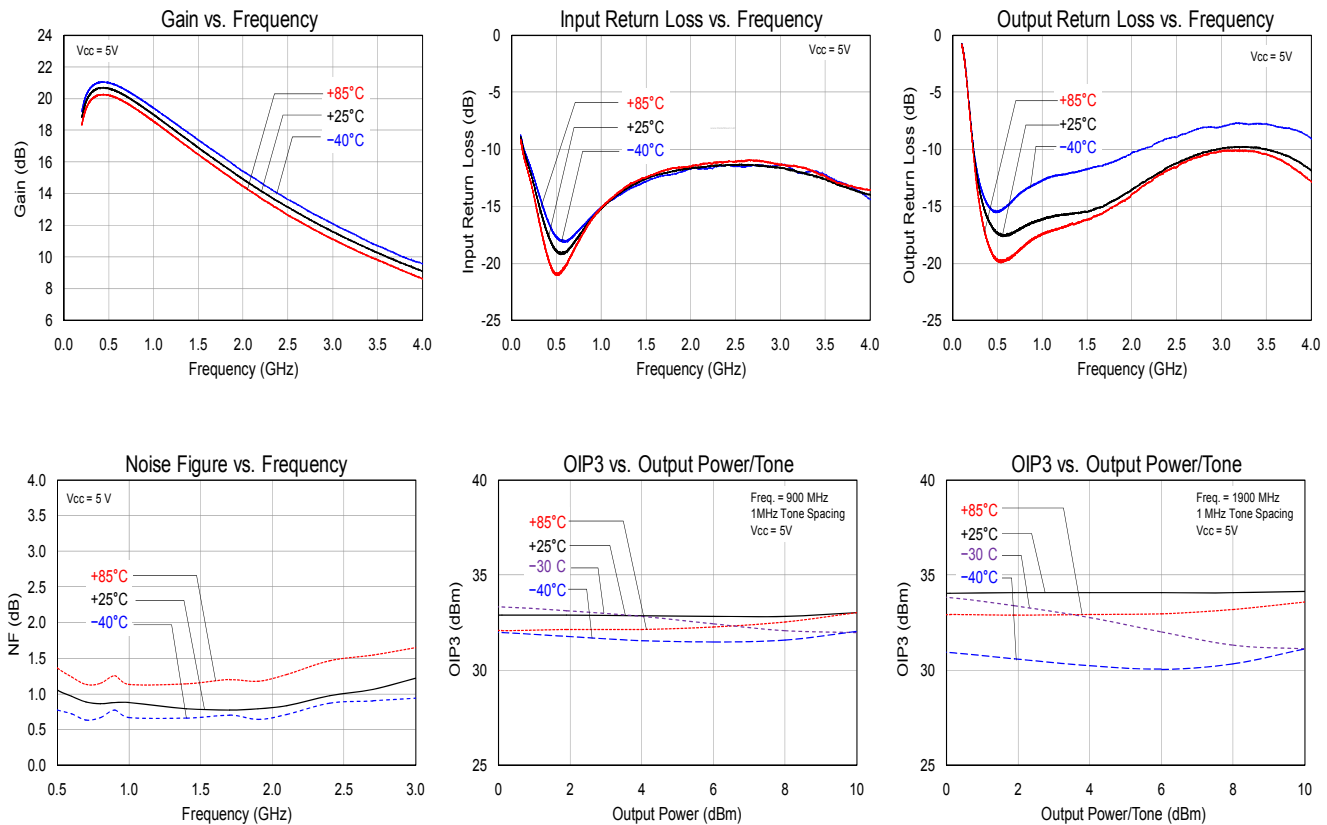 Gain vs. Frequency
24
22
20
18
16
14
12
10
8
6
Gain (dB)
Vcc = 5V
+85°C
+25°C
−40°C
0.0 0.5 1.0 1.5 2.0 2.5 3.0 3.5 4.0
Frequency (GHz)
Input Return Loss vs. Frequency
0
-5
-10
-15
-20
-25
Input Return Loss (dB)
Vcc = 5V
+85°C
+25°C
−40°C
0.0 0.5 1.0 1.5 2.0 2.5 3.0 3.5 4.0
Frequency (GHz)
Output Return Loss vs. Frequency
0
-5
-10
-15
-20
-25
Output Return Loss (dB)
Vcc = 5V
+85°C
+25°C
−40°C
0.0 0.5 1.0 1.5 2.0 2.5 3.0 3.5 4.0
Frequency (GHz)
Noise Figure vs. Frequency
4.0
3.5
3.0
2.5
2.0
1.5
1.0
0.5
0.0
NF (dB)
Vcc = 5 V
+85°C
+25°C
−40°C
0.5 1.0 1.5 2.0 2.5 3.0
Frequency (GHz)
OIP3 vs. Output Power/Tone
40
35
30
25
OIP3 (dBm)
Freq. = 900 MHz
1MHz Tone Spacing
Vcc = 5V
+85°C
+25°C
−30 C
−40°C
0 2 4 6 8 10
Output Power (dBm)
OIP3 vs. Output Power/Tone
40
35
30
25
OIP3 (dBm)
Freq. = 1900 MHz
1 MHz Tone Spacing
Vcc = 5V
+85°C
+25°C
−30 C
−40°C
0 2 4 6 8 10
Output Power/Tone (dBm)